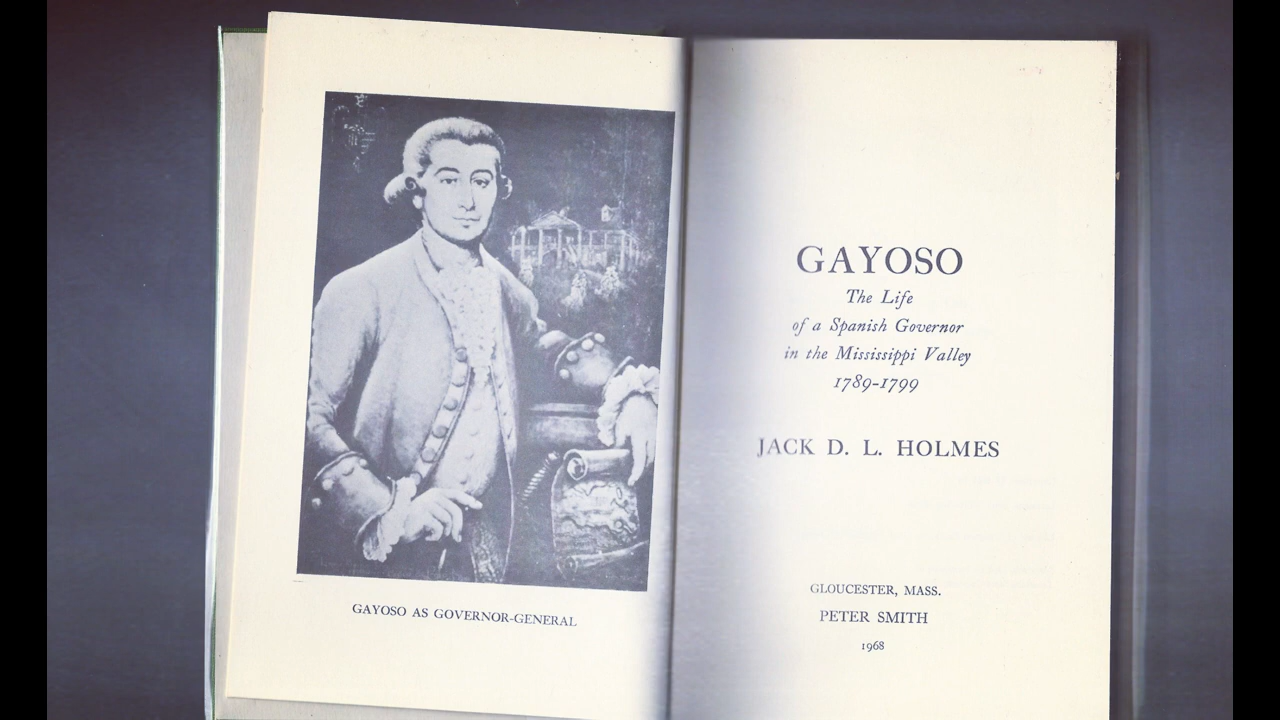 GAYOSO AS GOVERNOR-GENERAL
GAYOSO
The Life
of a Spanish Governor
in the Mississippi Valley
1789-1799
JACK D. L. HOLMES
GLOUCESTER, MASS.
PETER SMITH
1968